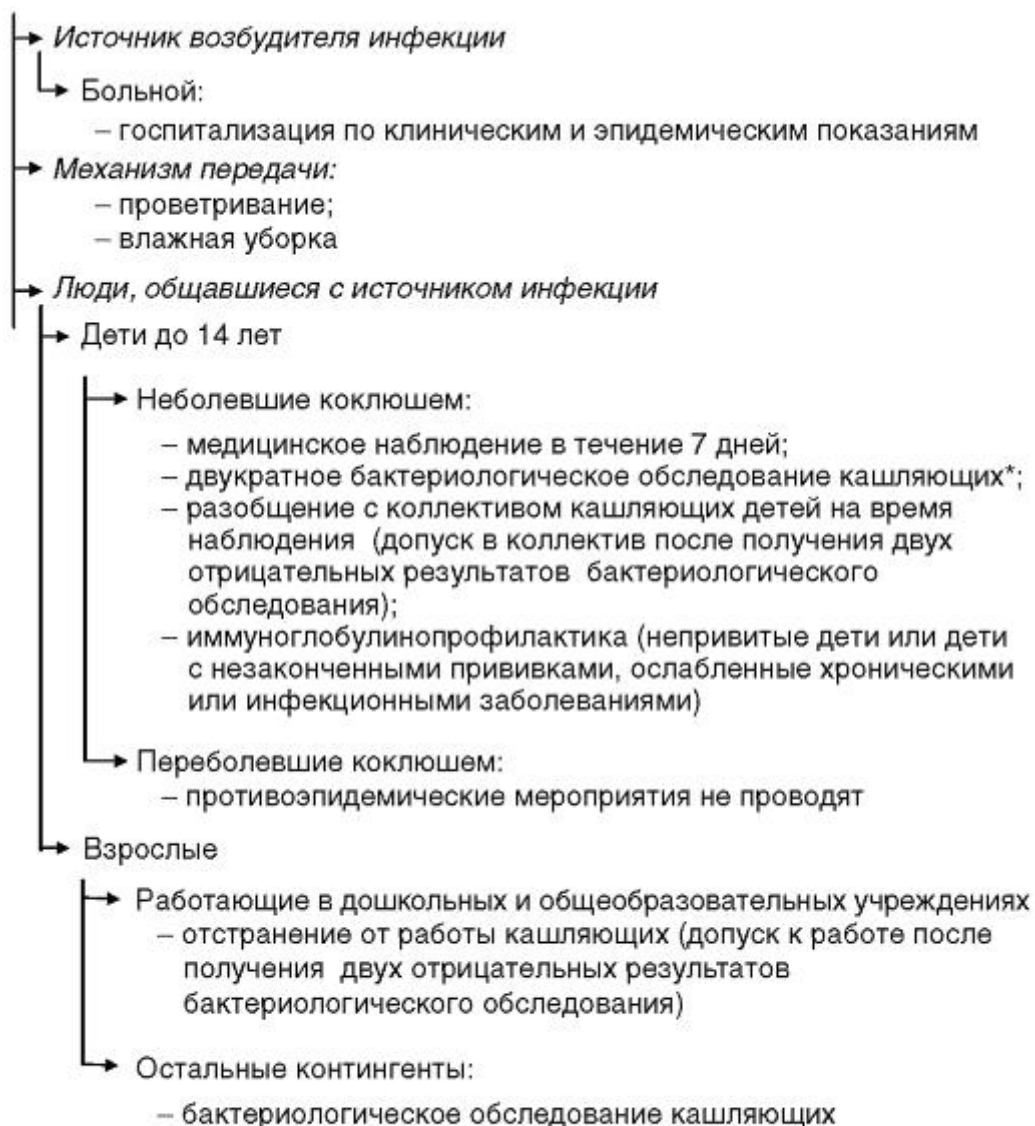 Источник возбудителя инфекции
Больной:
– госпитализация по клиническим и эпидемическим показаниям
Механизм передачи:
– проветривание;
– влажная уборка
Люди, общавшиеся с источником инфекции
Дети до 14 лет
Неболевшие коклюшем:
– медицинское наблюдение в течение 7 дней;
– двукратное бактериологическое обследование кашляющих*;
– разобщение с коллективом кашляющих детей на время
наблюдения (допуск в коллектив после получения двух
отрицательных результатов бактериологического
обследования);
– иммуноглобулинопрофилактика (непривитые дети или дети
с незаконченными прививками, ослабленные хроническими
или инфекционными заболеваниями)
Переболевшие коклюшем:
– противоэпидемические мероприятия не проводят
Взрослые
Работающие в дошкольных и общеобразовательных учреждениях
– отстранение от работы кашляющих (допуск к работе после
получения двух отрицательных результатов
бактериологического обследования)
Остальные контингенты:
– бактериологическое обследование кашляющих